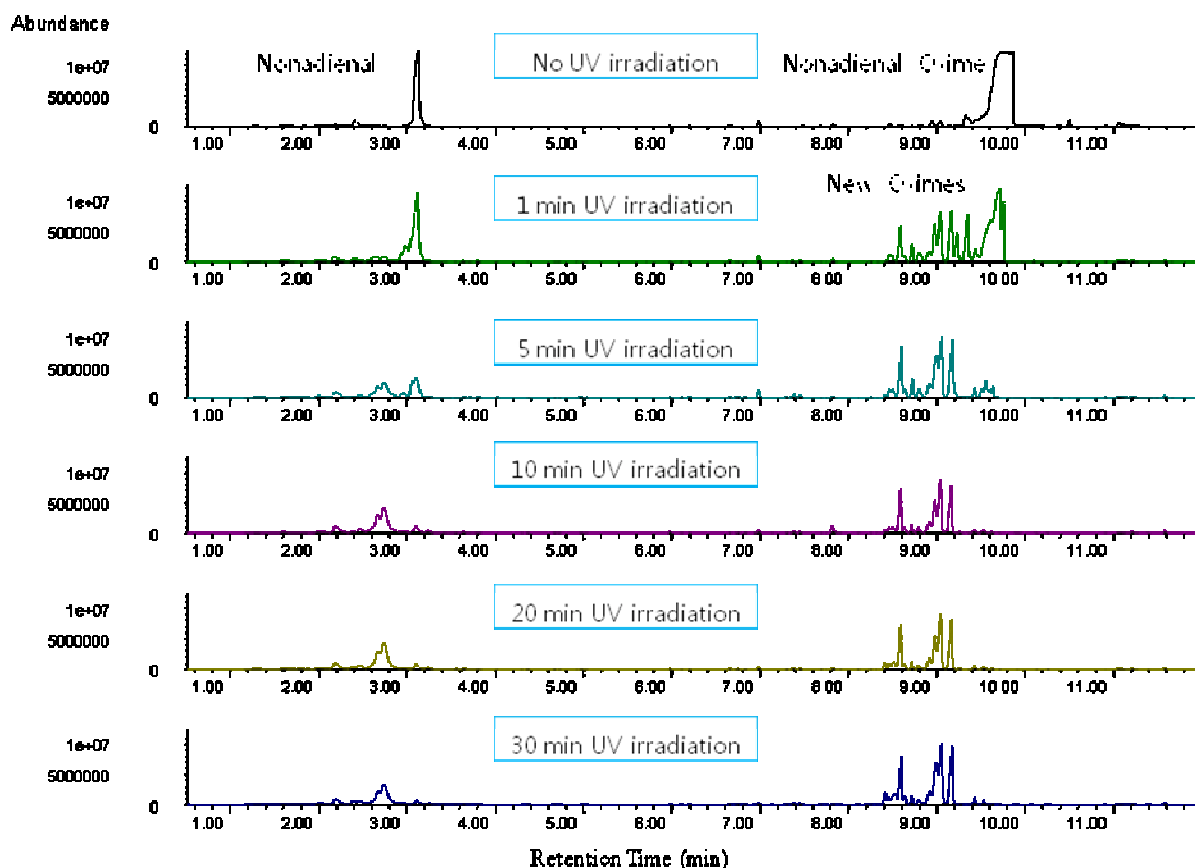 Abundance
Nonadienal
No UV irradiation
Nonadienal Oxime
1e+07
5000000
0
1.00 2.00 3.00 4.00 5.00 6.00 7.00 8.00 9.00 10.00 11.00
New Oximes
1 min UV irradiation
1e+07
5000000
0
1.00 2.00 3.00 4.00 5.00 6.00 7.00 8.00 9.00 10.00 11.00
5 min UV irradiation
1e+07
5000000
0
1.00 2.00 3.00 4.00 5.00 6.00 7.00 8.00 9.00 10.00 11.00
10 min UV irradiation
1e+07
5000000
0
1.00 2.00 3.00 4.00 5.00 6.00 7.00 8.00 9.00 10.00 11.00
20 min UV irradiation
1e+07
5000000
0
1.00 2.00 3.00 4.00 5.00 6.00 7.00 8.00 9.00 10.00 11.00
30 min UV irradiation
1e+07
5000000
0
1.00 2.00 3.00 4.00 5.00 6.00 7.00 8.00 9.00 10.00 11.00
Retention Time (min)